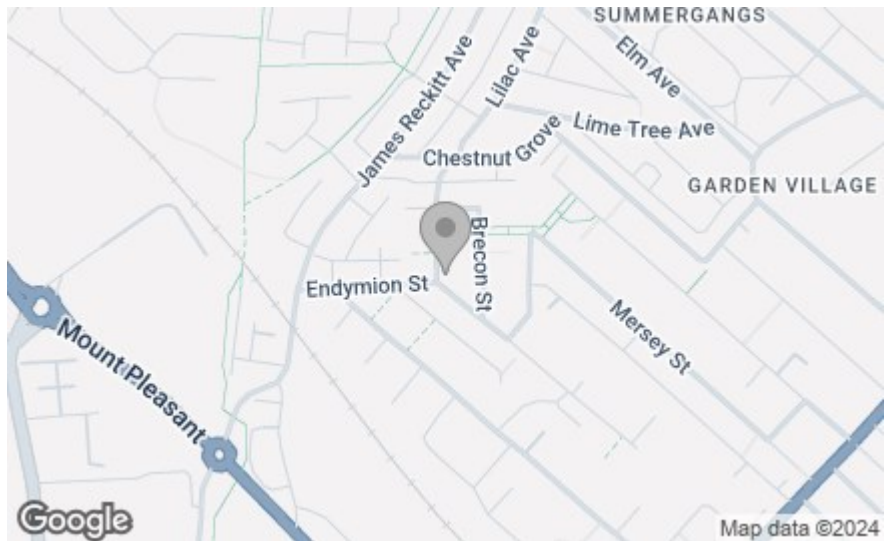 SUMMERGANGS
James Reckitt Ave
Lilac Ave
Elm Ave
Lime Tree Ave
Chestnut Grove
GARDEN VILLAGE
Brecon St
Endymion St
Mersey St
Mount Pleasant
Google
Map data ©2024